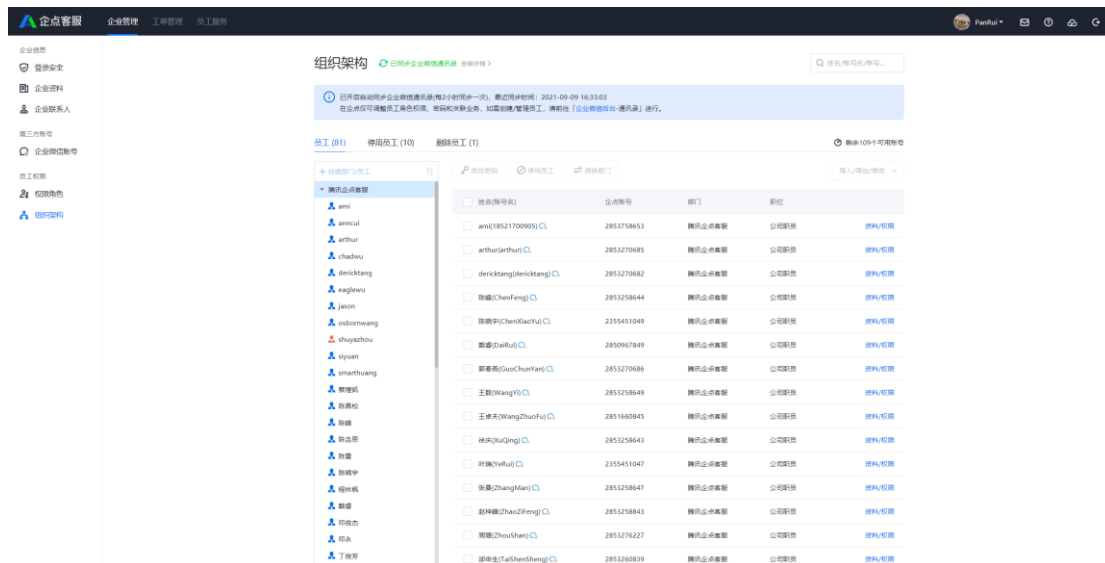 企点客服 企业管理 工单管理 员工服务 PanRui
企业信息
登录安全
企业资料
企业联系人
第三方账号
企业微信账号
员工权限
权限角色
组织架构
组织架构 已同步企业微信通讯录 查看详情 >
姓名/账号名/账号...
已开启自动同步企业微信通讯录(每2小时同步一次)，最近同步时间：2021-09-09 16:33:03
在企点仅可调整员工角色权限、密码和关联业务，如需创建/管理员工，请前往「企业微信后台-通讯录」进行。
员工 (81) 停用员工 (10) 删除员工 (1) 剩余109个可用账号
+ 创建部门/员工
修改密码 停用员工 调换部门 导入/导出/修改
腾讯企点客服
ami
anncui
arthur
chadwu
dericktang
eaglewu
jason
osbornwang
shuyazhou
siyuan
smarthuang
陈峰
陈含思
陈蕾
陈晓宇
戴睿
邓俊杰
邓永
丁俊芳
姓名(账号名) 企点账号 部门 职位
ami(18521700905) 2853758653 腾讯企点客服 公司职员 资料/权限
arthur(arthur) 2853270685 腾讯企点客服 公司职员 资料/权限
dericktang(dericktang) 2853270682 腾讯企点客服 公司职员 资料/权限
陈峰(ChenFeng) 2853258644 腾讯企点客服 公司职员 资料/权限
陈晓宇(ChenXiaoYu) 2355451049 腾讯企点客服 公司职员 资料/权限
戴睿(DaiRui) 2850967849 腾讯企点客服 公司职员 资料/权限
郭春燕(GuoChunYan) 2853270686 腾讯企点客服 公司职员 资料/权限
王毅(WangYi) 2853258649 腾讯企点客服 公司职员 资料/权限
王卓夫(WangZhuoFu) 2851660845 腾讯企点客服 公司职员 资料/权限
徐庆(XuQing) 2853258643 腾讯企点客服 公司职员 资料/权限
叶瑞(YeRui) 2355451047 腾讯企点客服 公司职员 资料/权限
张曼(ZhangMan) 2853258647 腾讯企点客服 公司职员 资料/权限
赵梓峰(ZhaoZiFeng) 2853258843 腾讯企点客服 公司职员 资料/权限
周珊(ZhouShan) 2853276227 腾讯企点客服 公司职员 资料/权限
邰申生(TaiShenSheng) 2853260839 腾讯企点客服 公司职员 资料/权限